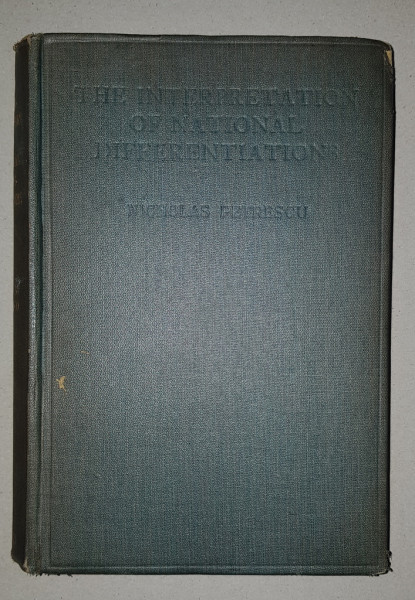 THE INTERPRETATION
OF NATIONAL
DIFFERENTIATIONS
NICHOLAS PETRESCU